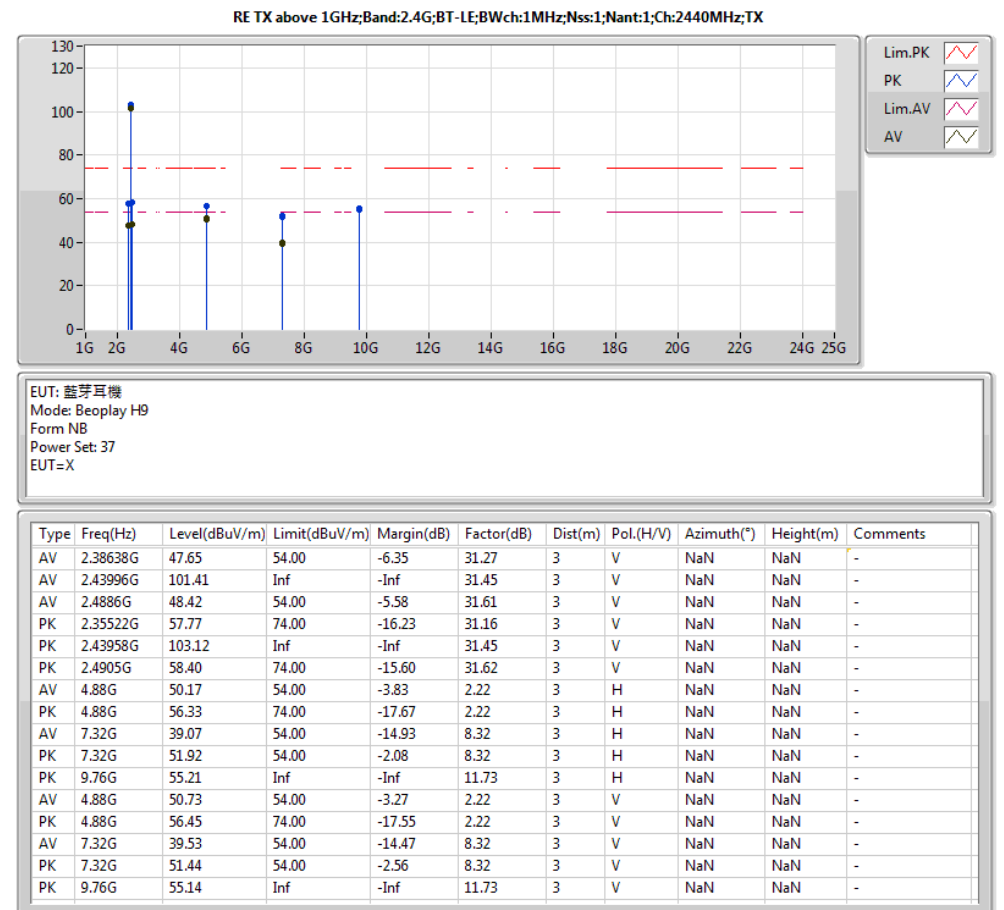 RE TX above 1GHz;Band:2.4G;BT-LE;BWch:1MHz;Nss:1;Nant:1;Ch:2440MHz;TX
130
120
100
80
60
40
20
0
1G 2G 4G 6G 8G 10G 12G 14G 16G 18G 20G 22G 24G 25G
Lim.PK
PK
Lim.AV
AV
EUT: 藍芽耳機
Mode: Beoplay H9
Form NB
Power Set: 37
EUT=X
Type Freq(Hz) Level(dBuV/m) Limit(dBuV/m) Margin(dB) Factor(dB) Dist(m) Pol.(H/V) Azimuth(°) Height(m) Comments
AV 2.38638G 47.65 54.00 -6.35 31.27 3 V NaN NaN -
AV 2.43996G 101.41 Inf -Inf 31.45 3 V NaN NaN -
AV 2.4886G 48.42 54.00 -5.58 31.61 3 V NaN NaN -
PK 2.35522G 57.77 74.00 -16.23 31.16 3 V NaN NaN -
PK 2.43958G 103.12 Inf -Inf 31.45 3 V NaN NaN -
PK 2.4905G 58.40 74.00 -15.60 31.62 3 V NaN NaN -
AV 4.88G 50.17 54.00 -3.83 2.22 3 H NaN NaN -
PK 4.88G 56.33 74.00 -17.67 2.22 3 H NaN NaN -
AV 7.32G 39.07 54.00 -14.93 8.32 3 H NaN NaN -
PK 7.32G 51.92 54.00 -2.08 8.32 3 H NaN NaN -
PK 9.76G 55.21 Inf -Inf 11.73 3 H NaN NaN -
AV 4.88G 50.73 54.00 -3.27 2.22 3 V NaN NaN -
PK 4.88G 56.45 74.00 -17.55 2.22 3 V NaN NaN -
AV 7.32G 39.53 54.00 -14.47 8.32 3 V NaN NaN -
PK 7.32G 51.44 54.00 -2.56 8.32 3 V NaN NaN -
PK 9.76G 55.14 Inf -Inf 11.73 3 V NaN NaN -